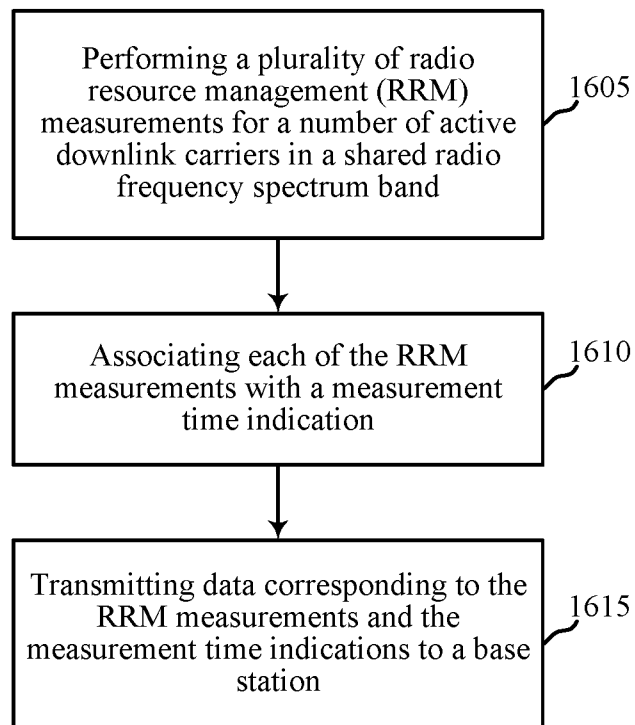 Performing a plurality of radio
resource management (RRM)
measurements for a number of active
downlink carriers in a shared radio
frequency spectrum band
1605
Associating each of the RRM
measurements with a measurement
time indication
1610
Transmitting data corresponding to the
RRM measurements and the
measurement time indications to a base
station
1615